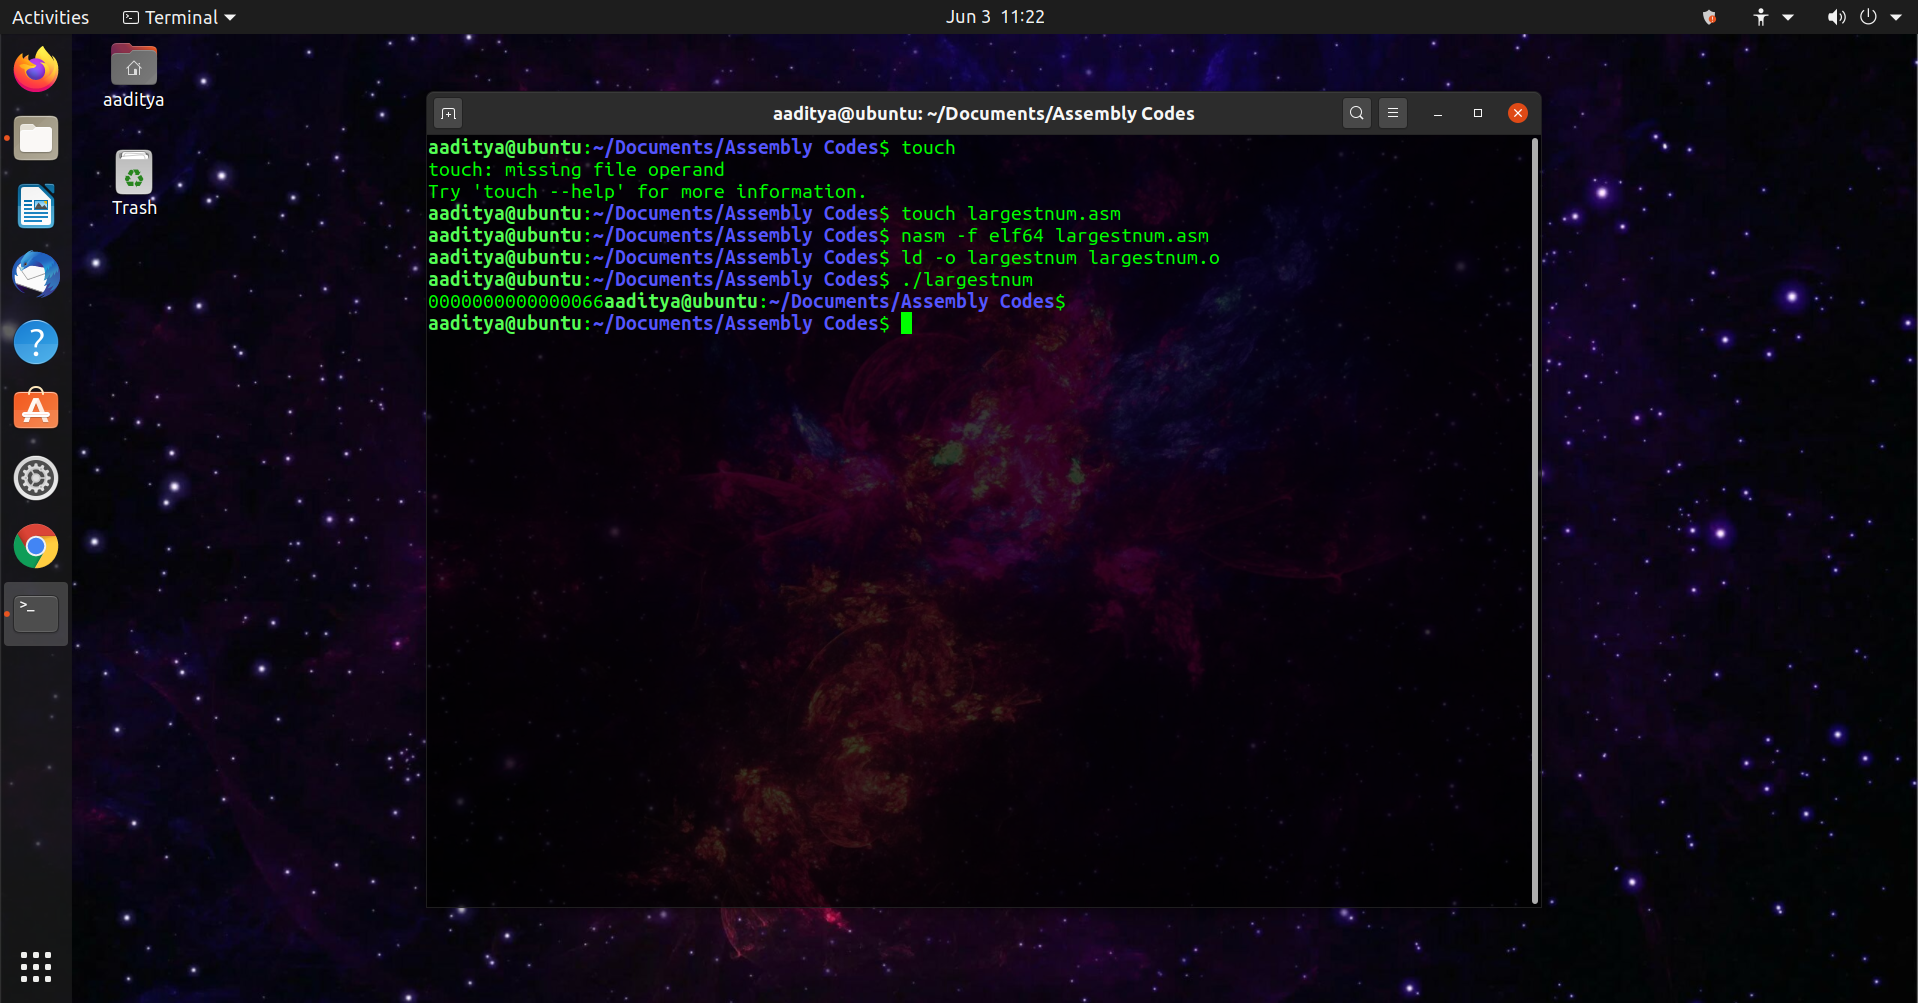 Activities Terminal Jun 3 11:22
aaditya
Trash
aaditya@ubuntu: ~/Documents/Assembly Codes
aaditya@ubuntu:~/Documents/Assembly Codes$ touch
touch: missing file operand
Try 'touch --help' for more information.
aaditya@ubuntu:~/Documents/Assembly Codes$ touch largestnum.asm
aaditya@ubuntu:~/Documents/Assembly Codes$ nasm -f elf64 largestnum.asm
aaditya@ubuntu:~/Documents/Assembly Codes$ ld -o largestnum largestnum.o
aaditya@ubuntu:~/Documents/Assembly Codes$ ./largestnum
0000000000000066aaditya@ubuntu:~/Documents/Assembly Codes$
aaditya@ubuntu:~/Documents/Assembly Codes$